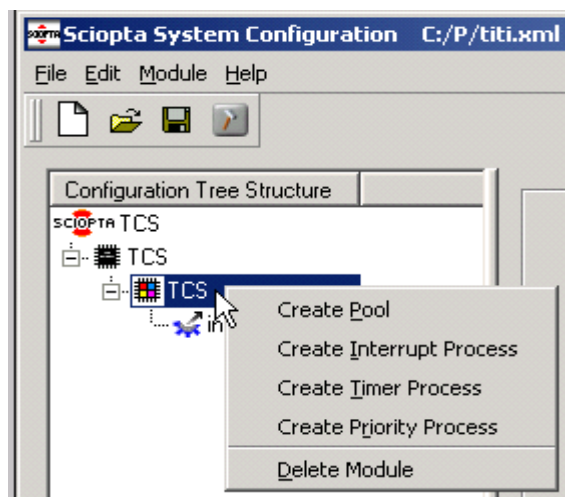 Sciopta System Configuration C:/P/titi.xml
File Edit Module Help
Configuration Tree Structure
SCIOPTA TCS
TCS
TCS
Create Pool
Create Interrupt Process
Create Timer Process
Create Priority Process
Delete Module